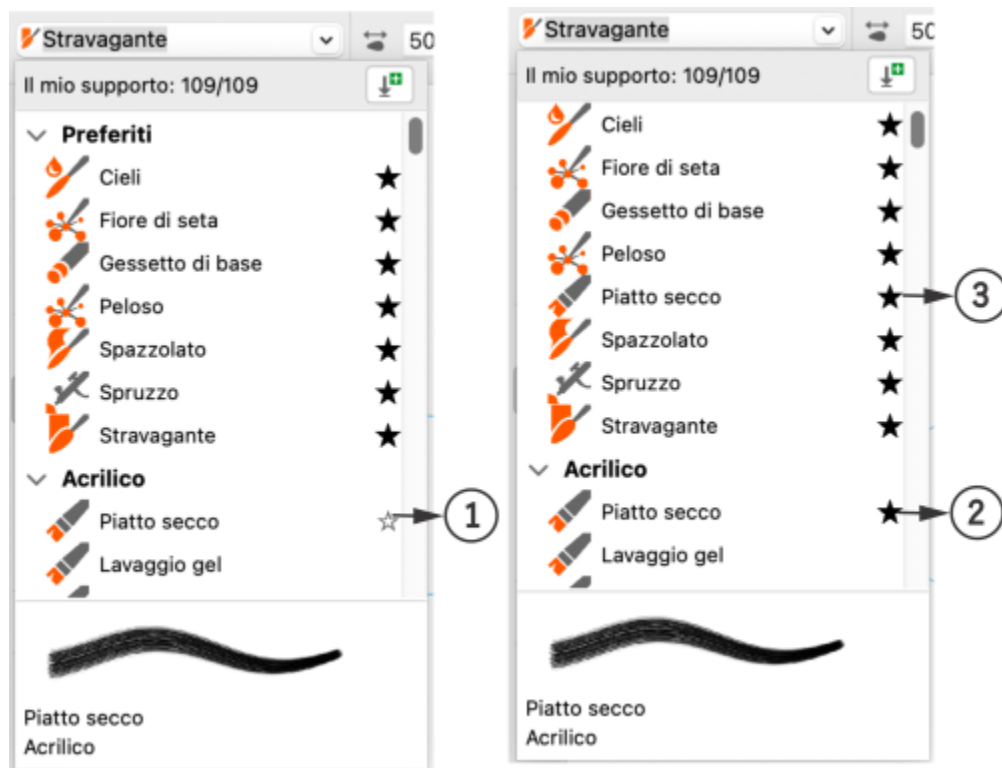 Stravagante
50
Il mio supporto: 109/109
Preferiti
Cieli
Fiore di seta
Gessetto di base
Peloso
Spazzolato
Spruzzo
Stravagante
Acrilico
Piatto secco
1
Lavaggio gel
Piatto secco
Acrilico
Stravagante
50
Il mio supporto: 109/109
Cieli
Fiore di seta
Gessetto di base
Peloso
Piatto secco
3
Spazzolato
Spruzzo
Stravagante
Acrilico
Piatto secco
2
Lavaggio gel
Piatto secco
Acrilico